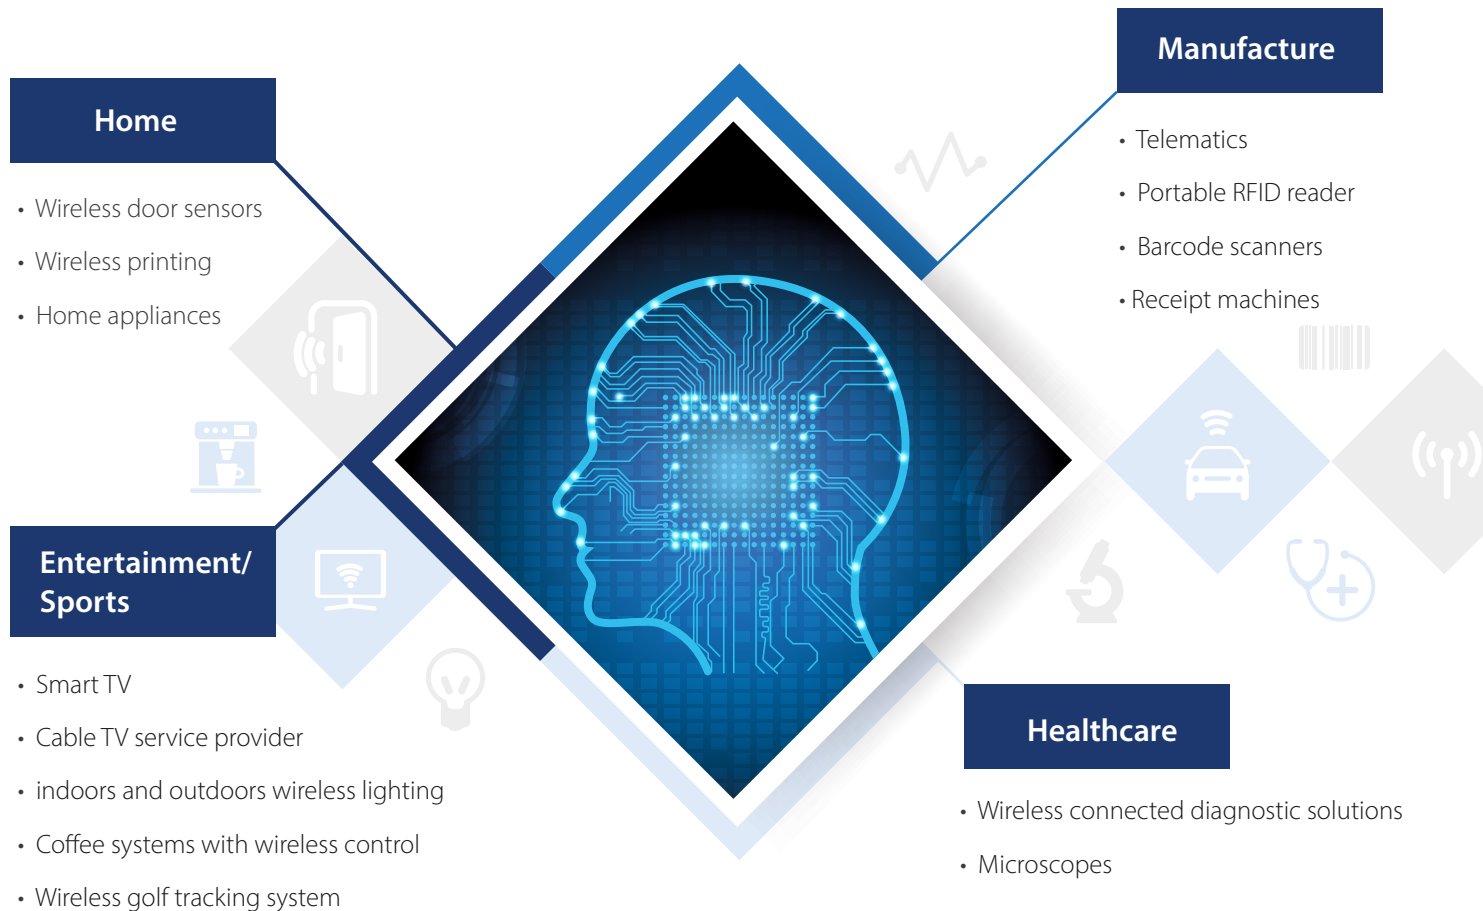 Home
• Wireless door sensors
• Wireless printing
• Home appliances
Entertainment/
Sports
• Smart TV
• Cable TV service provider
• indoors and outdoors wireless lighting
• Coffee systems with wireless control
• Wireless golf tracking system
Manufacture
• Telematics
• Portable RFID reader
• Barcode scanners
• Receipt machines
Healthcare
• Wireless connected diagnostic solutions
• Microscopes